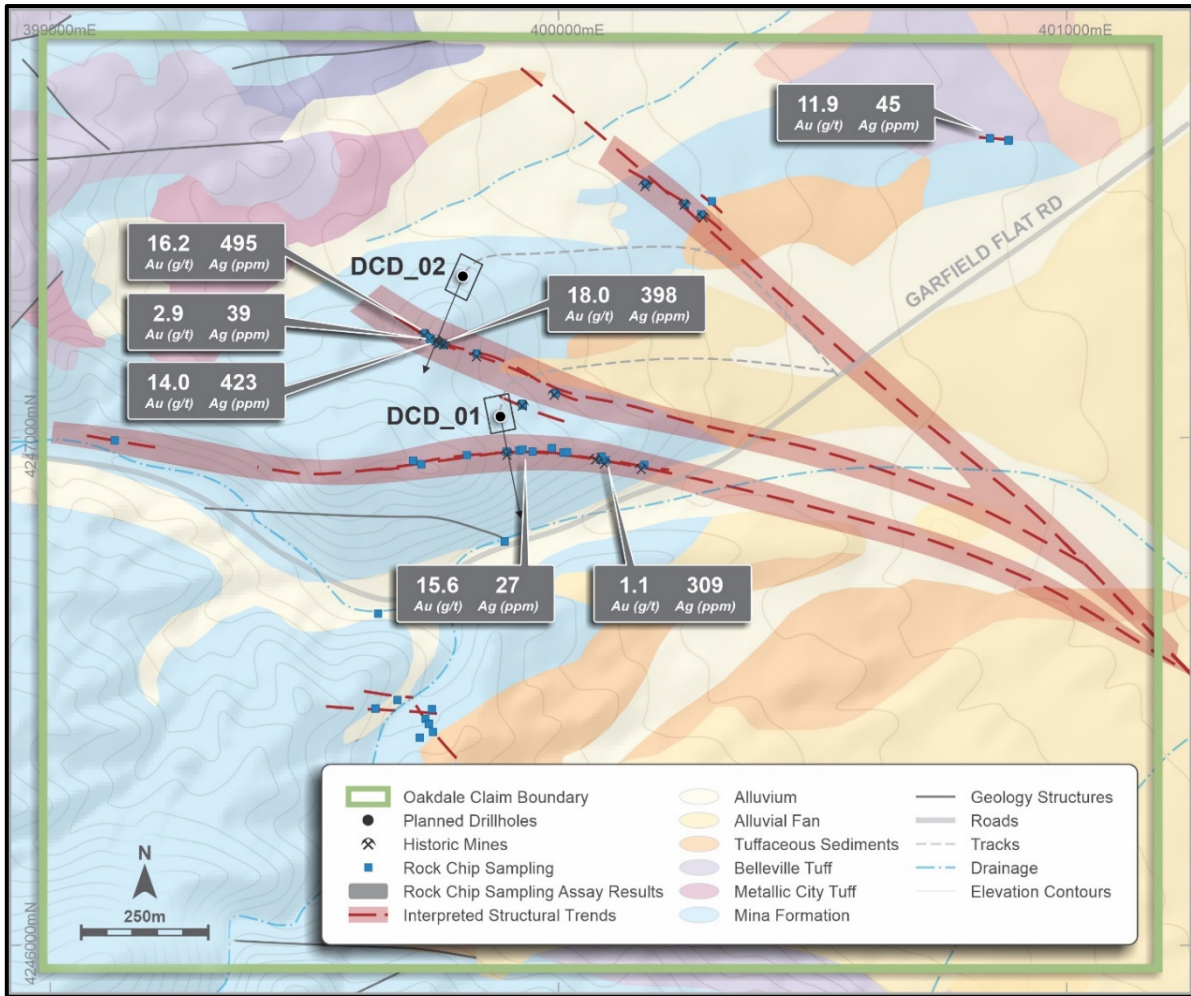 399000mE
400000mE
401000mE
11.9 45
Au (g/t) Ag (ppm)
GARFIELD FLAT RD
16.2 495
Au (g/t) Ag (ppm)
DCD_02
18.0 398
Au (g/t) Ag (ppm)
2.9 39
Au (g/t) Ag (ppm)
14.0 423
Au (g/t) Ag (ppm)
DCD_01
4247000mN
15.6 27
Au (g/t) Ag (ppm)
1.1 309
Au (g/t) Ag (ppm)
Oakdale Claim Boundary
Planned Drillholes
Historic Mines
Rock Chip Sampling
Rock Chip Sampling Assay Results
Interpreted Structural Trends
Alluvium
Alluvial Fan
Tuffaceous Sediments
Belleville Tuff
Metallic City Tuff
Mina Formation
Geology Structures
Roads
Tracks
Drainage
Elevation Contours
N
250m
4246000mN